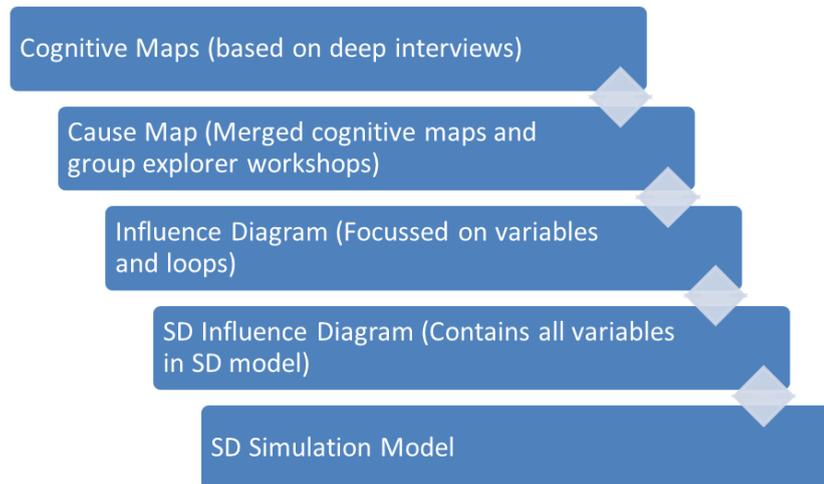 Cognitive Maps (based on deep interviews)
Cause Map (Merged cognitive maps and
group explorer workshops)
Influence Diagram (Focussed on variables
and loops)
SD Influence Diagram (Contains all variables
in SD model)
SD Simulation Model